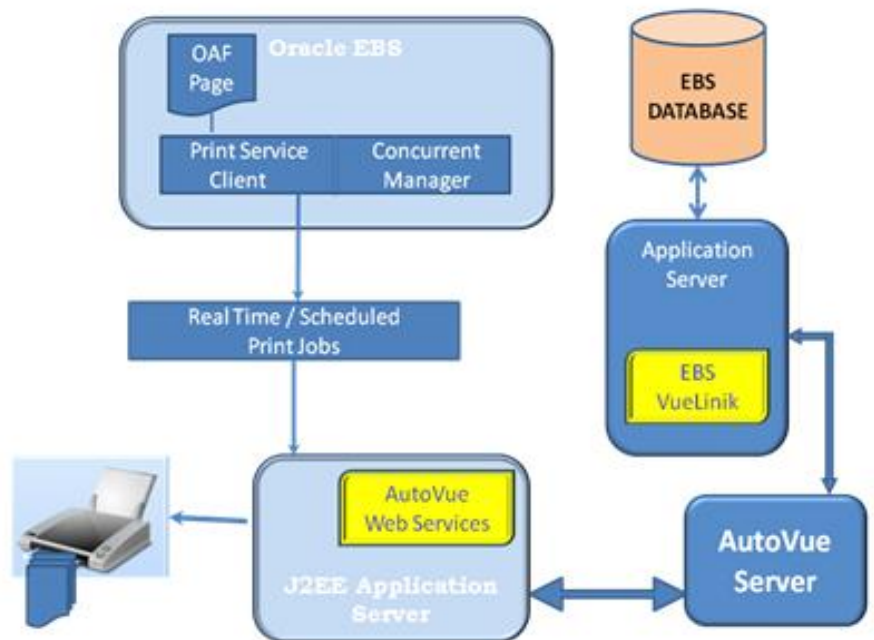 Oracle EBS
OAF
Page
Print Service
Client
Concurrent
Manager
Real Time / Scheduled
Print Jobs
EBS
DATABASE
Application
Server
EBS
VueLinik
AutoVue
Web Services
J2EE Application
Server
AutoVue
Server